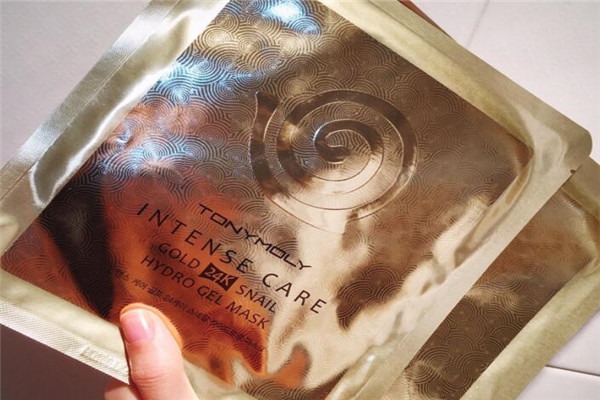 TONYMOLY
INTENSE CARE
GOLD 24K SNAIL
HYDRO GEL MASK